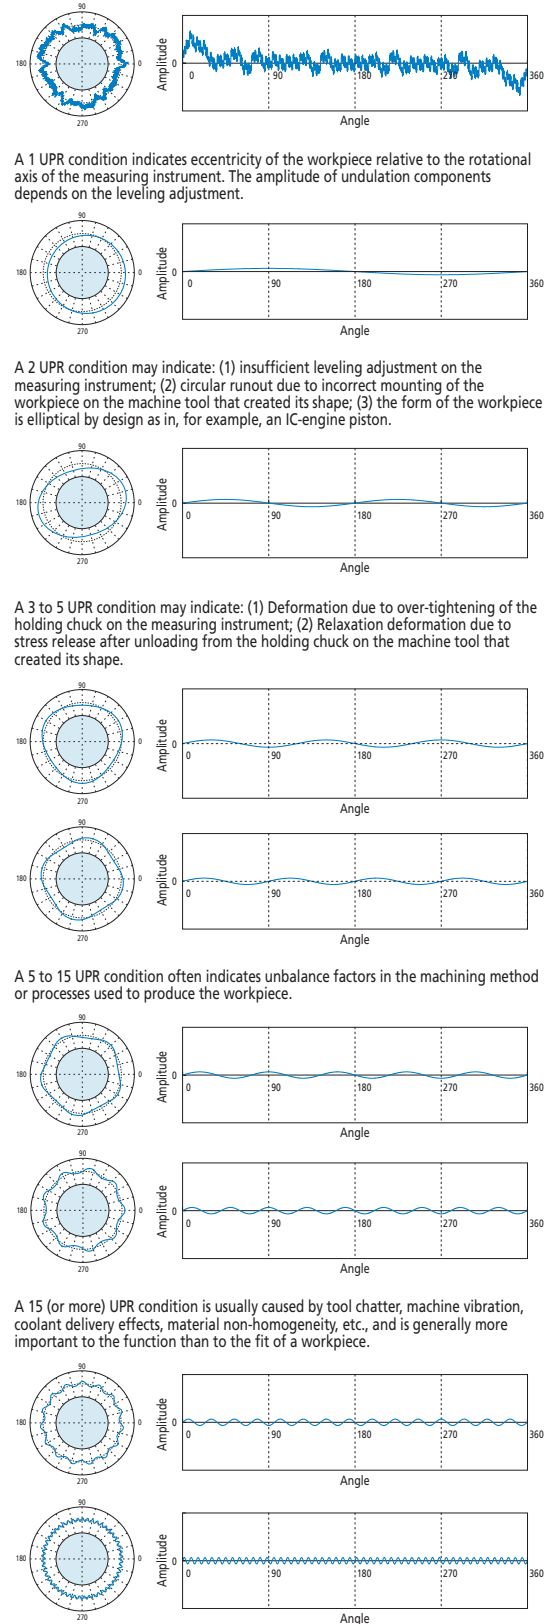 90
180
0
270
Amplitude
0
0
90
180
270
360
Angle
A 1 UPR condition indicates eccentricity of the workpiece relative to the rotational
axis of the measuring instrument. The amplitude of undulation components
depends on the leveling adjustment.
90
180
0
270
Amplitude
0
0
90
180
270
360
Angle
A 2 UPR condition may indicate: (1) insufficient leveling adjustment on the
measuring instrument; (2) circular runout due to incorrect mounting of the
workpiece on the machine tool that created its shape; (3) the form of the workpiece
is elliptical by design as in, for example, an IC-engine piston.
90
180
0
270
Amplitude
0
0
90
180
270
360
Angle
A 3 to 5 UPR condition may indicate: (1) Deformation due to over-tightening of the
holding chuck on the measuring instrument; (2) Relaxation deformation due to
stress release after unloading from the holding chuck on the machine tool that
created its shape.
90
180
0
270
Amplitude
0
0
90
180
270
360
Angle
90
180
0
270
Amplitude
0
0
90
180
270
360
Angle
A 5 to 15 UPR condition often indicates unbalance factors in the machining method
or processes used to produce the workpiece.
90
180
0
270
Amplitude
0
0
90
180
270
360
Angle
90
180
0
270
Amplitude
0
0
90
180
270
360
Angle
A 15 (or more) UPR condition is usually caused by tool chatter, machine vibration,
coolant delivery effects, material non-homogeneity, etc., and is generally more
important to the function than to the fit of a workpiece.
90
180
0
270
Amplitude
0
0
90
180
270
360
Angle
90
180
0
270
Amplitude
0
0
90
180
270
360
Angle